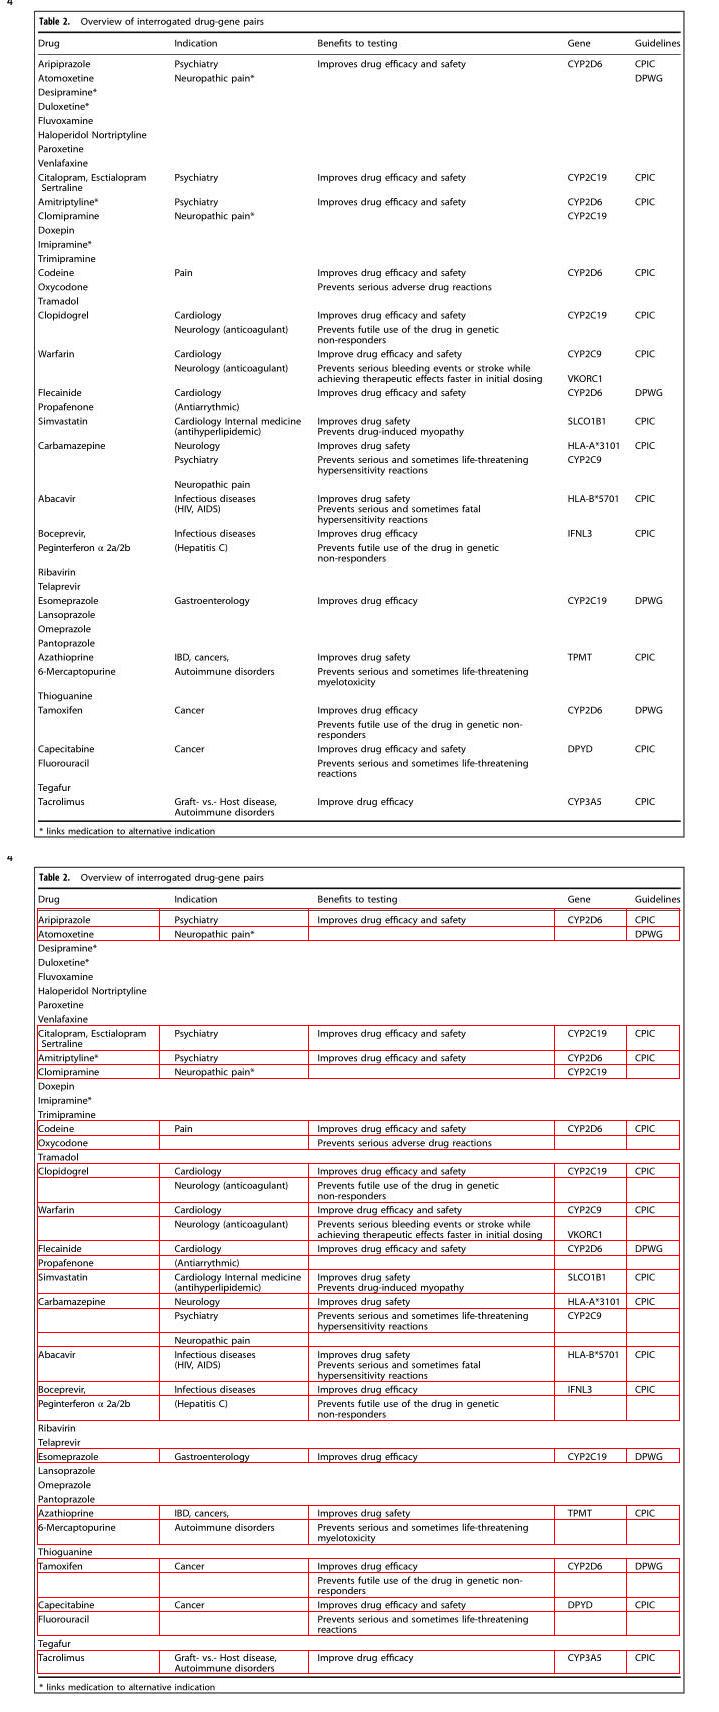 4
Table 2. Overview of interrogated drug-gene pairs
Drug Indication Benefits to testing Gene Guidelines
Aripiprazole Psychiatry Improves drug efficacy and safety CYP2D6 CPIC
Atomoxetine Neuropathic pain* DPWG
Desipramine*
Duloxetine*
Fluvoxamine
Haloperidol Nortriptyline
Paroxetine
Venlafaxine
Citalopram, Esctialopram Psychiatry Improves drug efficacy and safety CYP2C19 CPIC
Sertraline
Amitriptyline* Psychiatry Improves drug efficacy and safety CYP2D6 CPIC
Clomipramine Neuropathic pain* CYP2C19
Doxepin
Imipramine*
Trimipramine
Codeine Pain Improves drug efficacy and safety CYP2D6 CPIC
Oxycodone Prevents serious adverse drug reactions
Tramadol
Clopidogrel Cardiology Improves drug efficacy and safety CYP2C19 CPIC
Neurology (anticoagulant) Prevents futile use of the drug in genetic
non-responders
Warfarin Cardiology Improve drug efficacy and safety CYP2C9 CPIC
Neurology (anticoagulant) Prevents serious bleeding events or stroke while
achieving therapeutic effects faster in initial dosing VKORC1
Flecainide Cardiology Improves drug efficacy and safety CYP2D6 DPWG
Propafenone (Antiarrythmic)
Simvastatin Cardiology Internal medicine Improves drug safety SLCO1B1 CPIC
(antihyperlipidemic) Prevents drug-induced myopathy
Carbamazepine Neurology Improves drug safety HLA-A*3101 CPIC
Psychiatry Prevents serious and sometimes life-threatening CYP2C9
hypersensitivity reactions
Neuropathic pain
Abacavir Infectious diseases Improves drug safety HLA-B*5701 CPIC
(HIV, AIDS) Prevents serious and sometimes fatal
hypersensitivity reactions
Boceprevir, Infectious diseases Improves drug efficacy IFNL3 CPIC
Peginterferon α 2a/2b (Hepatitis C) Prevents futile use of the drug in genetic
non-responders
Ribavirin
Telaprevir
Esomeprazole Gastroenterology Improves drug efficacy CYP2C19 DPWG
Lansoprazole
Omeprazole
Pantoprazole
Azathioprine IBD, cancers, Improves drug safety TPMT CPIC
6-Mercaptopurine Autoimmune disorders Prevents serious and sometimes life-threatening
myelotoxicity
Thioguanine
Tamoxifen Cancer Improves drug efficacy CYP2D6 DPWG
Prevents futile use of the drug in genetic non-
responders
Capecitabine Cancer Improves drug efficacy and safety DPYD CPIC
Fluorouracil Prevents serious and sometimes life-threatening
reactions
Tegafur
Tacrolimus Graft- vs.- Host disease, Improve drug efficacy CYP3A5 CPIC
Autoimmune disorders
* links medication to alternative indication
4
Table 2. Overview of interrogated drug-gene pairs
Drug Indication Benefits to testing Gene Guidelines
Aripiprazole Psychiatry Improves drug efficacy and safety CYP2D6 CPIC
Atomoxetine Neuropathic pain* DPWG
Desipramine*
Duloxetine*
Fluvoxamine
Haloperidol Nortriptyline
Paroxetine
Venlafaxine
Citalopram, Esctialopram Psychiatry Improves drug efficacy and safety CYP2C19 CPIC
Sertraline
Amitriptyline* Psychiatry Improves drug efficacy and safety CYP2D6 CPIC
Clomipramine Neuropathic pain* CYP2C19
Doxepin
Imipramine*
Trimipramine
Codeine Pain Improves drug efficacy and safety CYP2D6 CPIC
Oxycodone Prevents serious adverse drug reactions
Tramadol
Clopidogrel Cardiology Improves drug efficacy and safety CYP2C19 CPIC
Neurology (anticoagulant) Prevents futile use of the drug in genetic
non-responders
Warfarin Cardiology Improve drug efficacy and safety CYP2C9 CPIC
Neurology (anticoagulant) Prevents serious bleeding events or stroke while
achieving therapeutic effects faster in initial dosing VKORC1
Flecainide Cardiology Improves drug efficacy and safety CYP2D6 DPWG
Propafenone (Antiarrythmic)
Simvastatin Cardiology Internal medicine Improves drug safety SLCO1B1 CPIC
(antihyperlipidemic) Prevents drug-induced myopathy
Carbamazepine Neurology Improves drug safety HLA-A*3101 CPIC
Psychiatry Prevents serious and sometimes life-threatening CYP2C9
hypersensitivity reactions
Neuropathic pain
Abacavir Infectious diseases Improves drug safety HLA-B*5701 CPIC
(HIV, AIDS) Prevents serious and sometimes fatal
hypersensitivity reactions
Boceprevir, Infectious diseases Improves drug efficacy IFNL3 CPIC
Peginterferon α 2a/2b (Hepatitis C) Prevents futile use of the drug in genetic
non-responders
Ribavirin
Telaprevir
Esomeprazole Gastroenterology Improves drug efficacy CYP2C19 DPWG
Lansoprazole
Omeprazole
Pantoprazole
Azathioprine IBD, cancers, Improves drug safety TPMT CPIC
6-Mercaptopurine Autoimmune disorders Prevents serious and sometimes life-threatening
myelotoxicity
Thioguanine
Tamoxifen Cancer Improves drug efficacy CYP2D6 DPWG
Prevents futile use of the drug in genetic non-
responders
Capecitabine Cancer Improves drug efficacy and safety DPYD CPIC
Fluorouracil Prevents serious and sometimes life-threatening
reactions
Tegafur
Tacrolimus Graft- vs.- Host disease, Improve drug efficacy CYP3A5 CPIC
Autoimmune disorders
* links medication to alternative indication